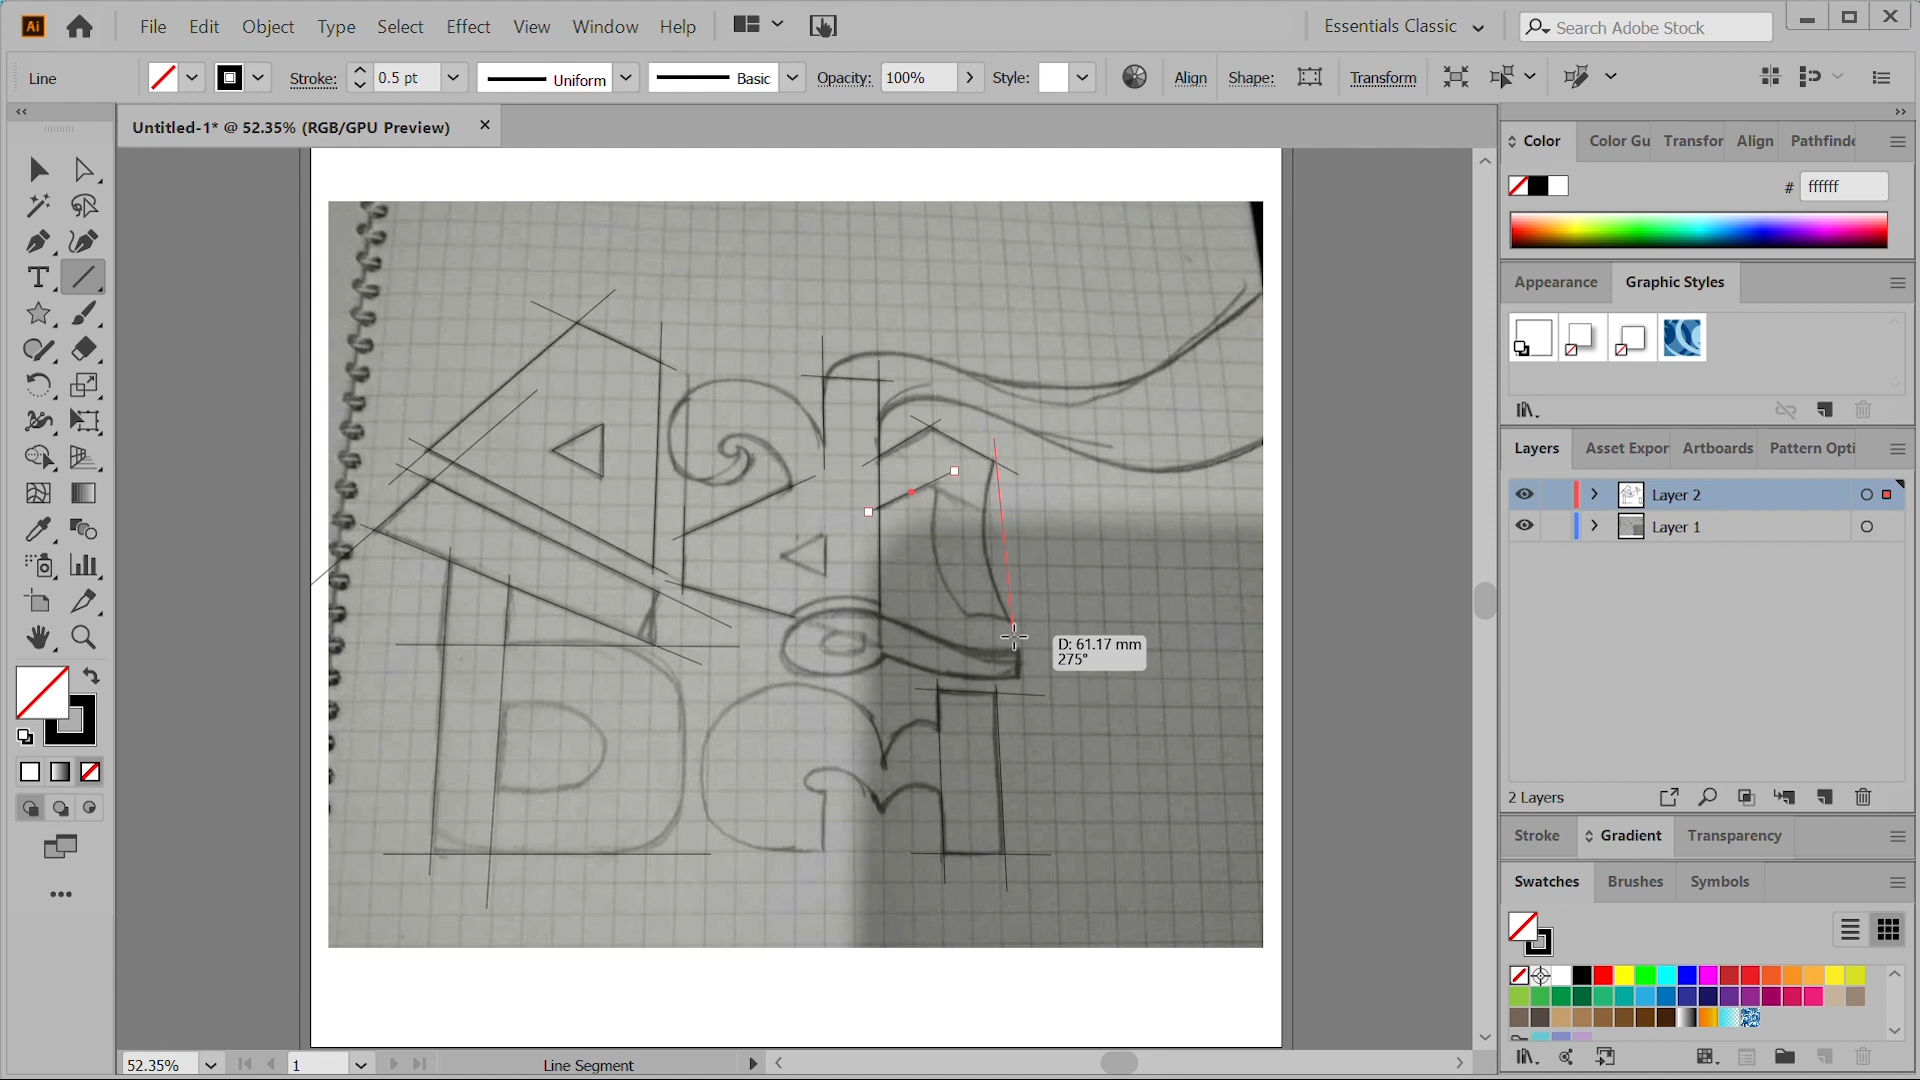 Ai File Edit Object Type Select Effect View Window Help Essentials Classic Search Adobe Stock
Line Stroke: 0.5 pt Uniform Basic Opacity: 100% Style: Align Shape: Transform
Untitled-1* @ 52.35% (RGB/GPU Preview)
Color Color Gu Transfor Align Pathfinde
# ffffff
Appearance Graphic Styles
Layers Asset Expor Artboards Pattern Opti
Layer 2
Layer 1
D: 61.17 mm
275°
2 Layers
Stroke Gradient Transparency
Swatches Brushes Symbols
52.35% 1 Line Segment